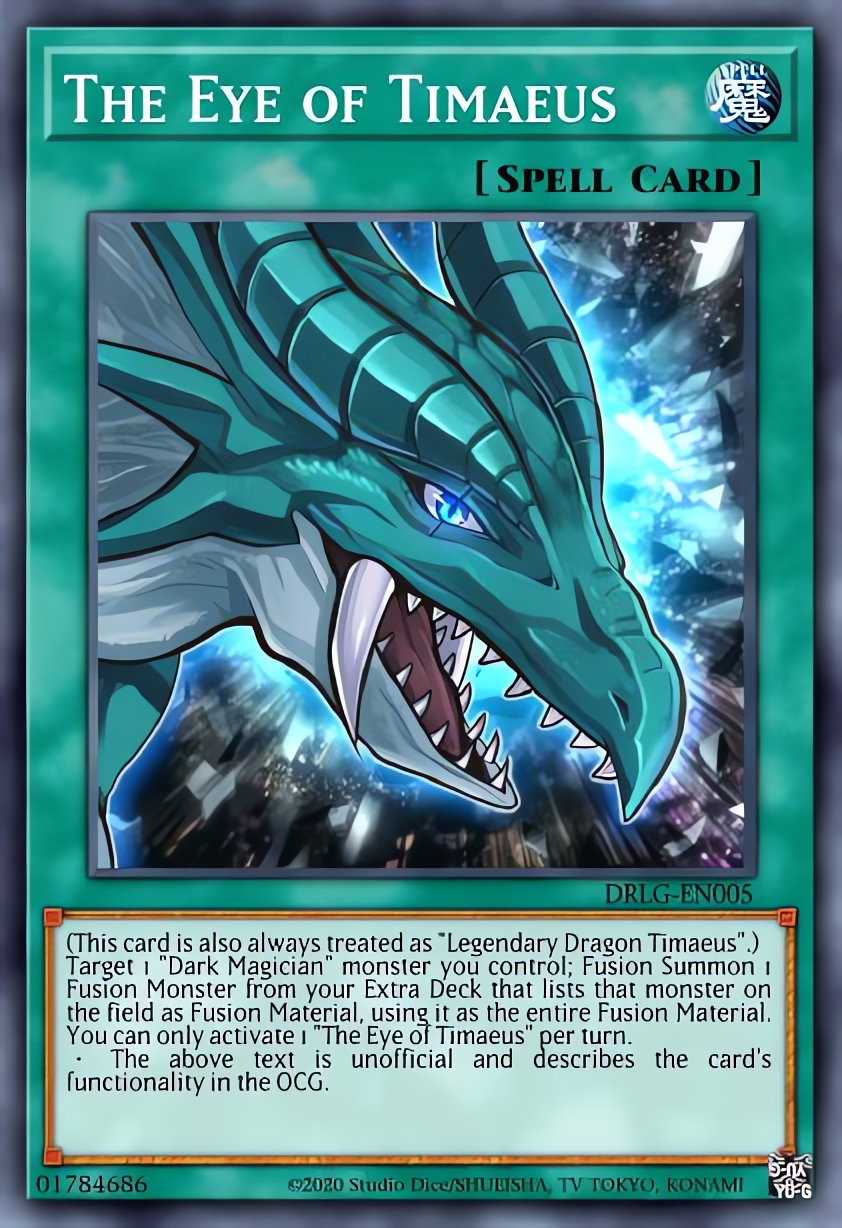 The Eye of Timaeus
魔
[Spell Card]
DRLG-EN005
(This card is also always treated as "Legendary Dragon Timaeus".)
Target 1 "Dark Magician" monster you control; Fusion Summon 1
Fusion Monster from your Extra Deck that lists that monster on
the field as Fusion Material, using it as the entire Fusion Material.
You can only activate 1 "The Eye of Timaeus" per turn.
· The above text is unofficial and describes the card's
functionality in the OCG.
01784686
©2020 Studio Dice/SHUEISHA, TV TOKYO, KONAMI